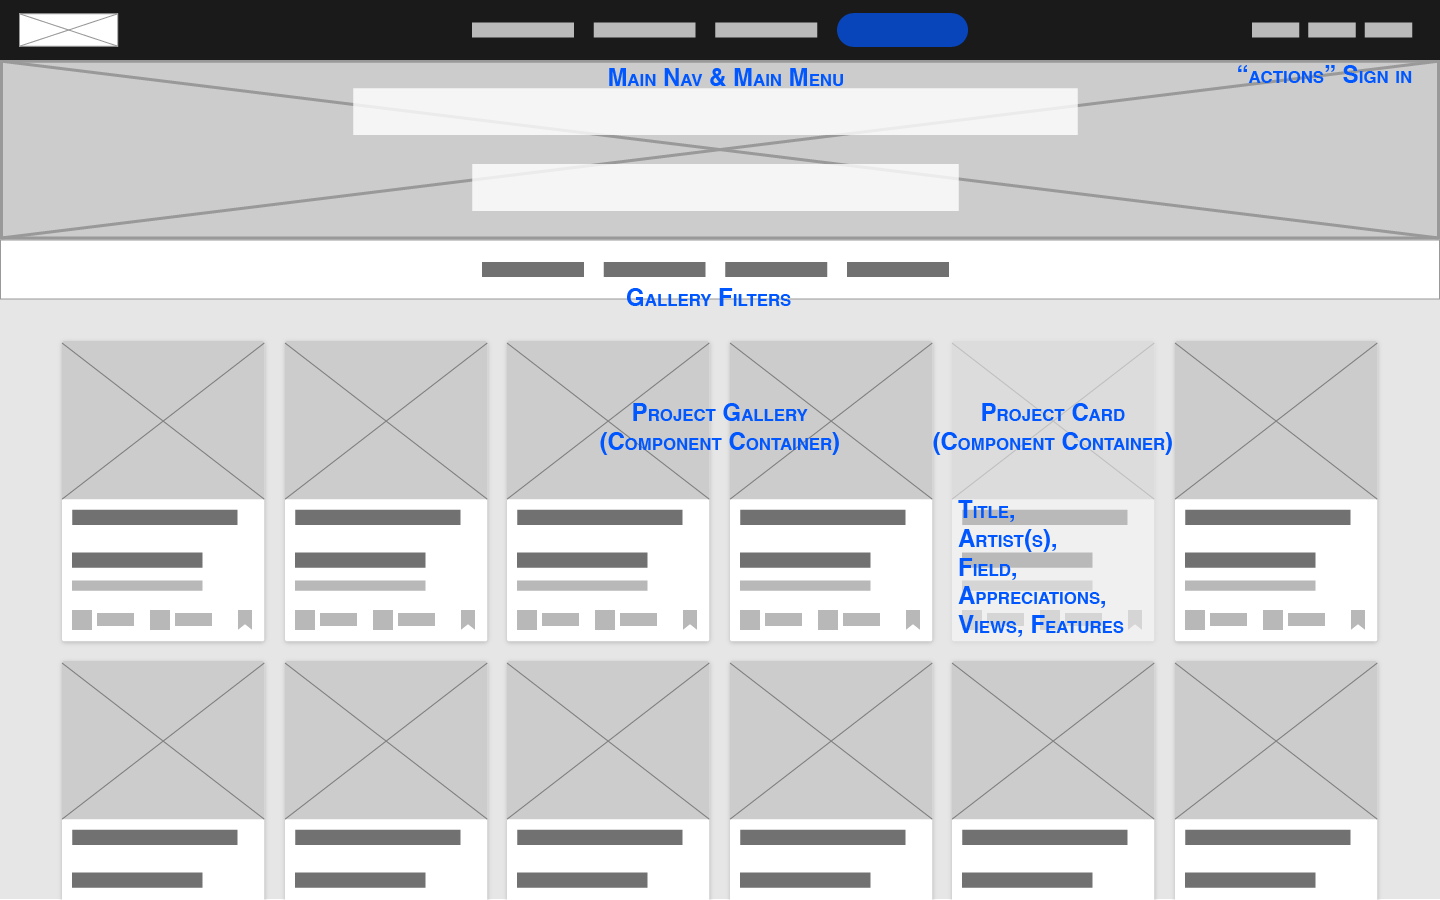 Main Nav & Main Menu
“actions” Sign in
Gallery Filters
Project Gallery
(Component Container)
Project Card
(Component Container)
Title,
Artist(s),
Field,
Appreciations,
Views, Features